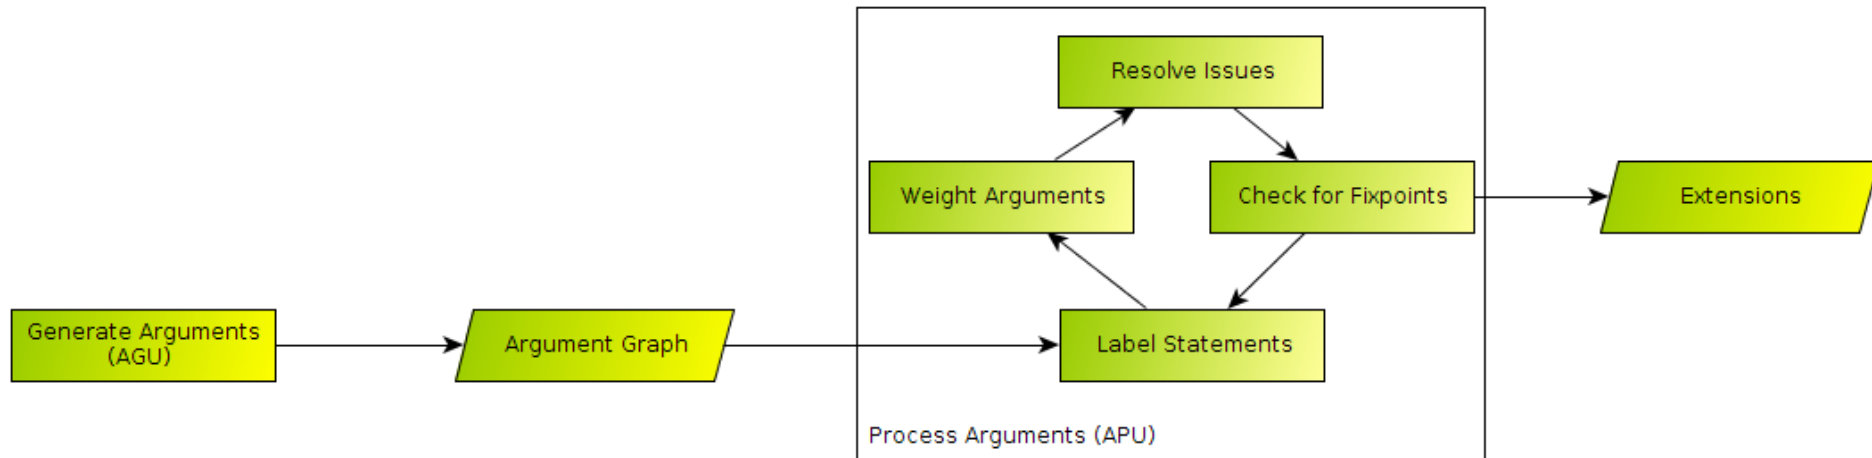 Resolve Issues
Weight Arguments
Check for Fixpoints
Extensions
Generate Arguments
(AGU)
Argument Graph
Label Statements
Process Arguments (APU)